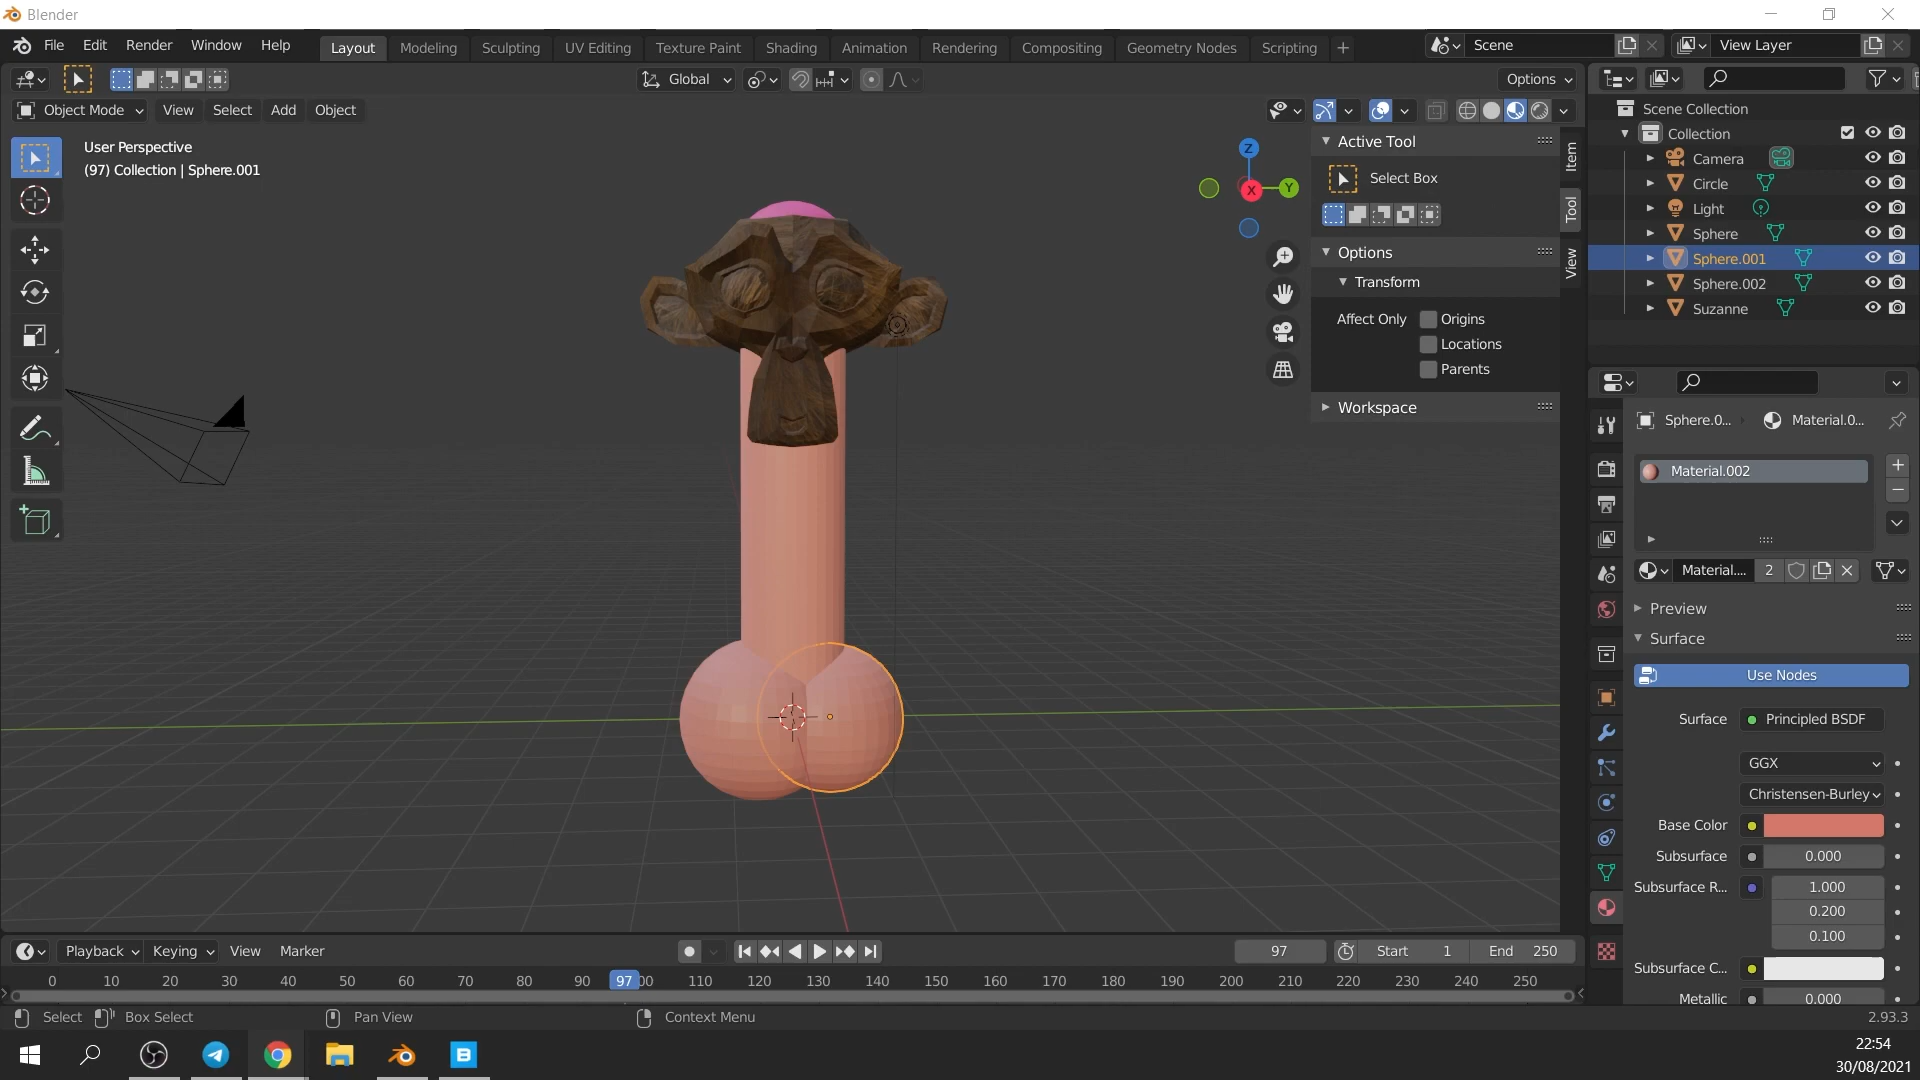 Blender
File Edit Render Window Help Layout Modeling Sculpting UV Editing Texture Paint Shading Animation Rendering Compositing Geometry Nodes Scripting + Scene View Layer
Global Options
Object Mode View Select Add Object
User Perspective
(97) Collection | Sphere.001
Z
X
Y
Active Tool
Select Box
Options
Transform
Affect Only Origins
Locations
Parents
Workspace
Item
Tool
View
Scene Collection
Collection
Camera
Circle
Light
Sphere
Sphere.001
Sphere.002
Suzanne
Sphere.0... Material.0...
Material.002
Material.... 2
Preview
Surface
Use Nodes
Surface Principled BSDF
GGX
Christensen-Burley
Base Color
Subsurface 0.000
Subsurface R... 1.000
0.200
0.100
Subsurface C...
Metallic 0.000
Playback Keying View Marker 97 Start 1 End 250
0 10 20 30 40 50 60 70 80 90 97 00 110 120 130 140 150 160 170 180 190 200 210 220 230 240 250
Select Box Select Pan View Context Menu 2.93.3
B
22:54
30/08/2021